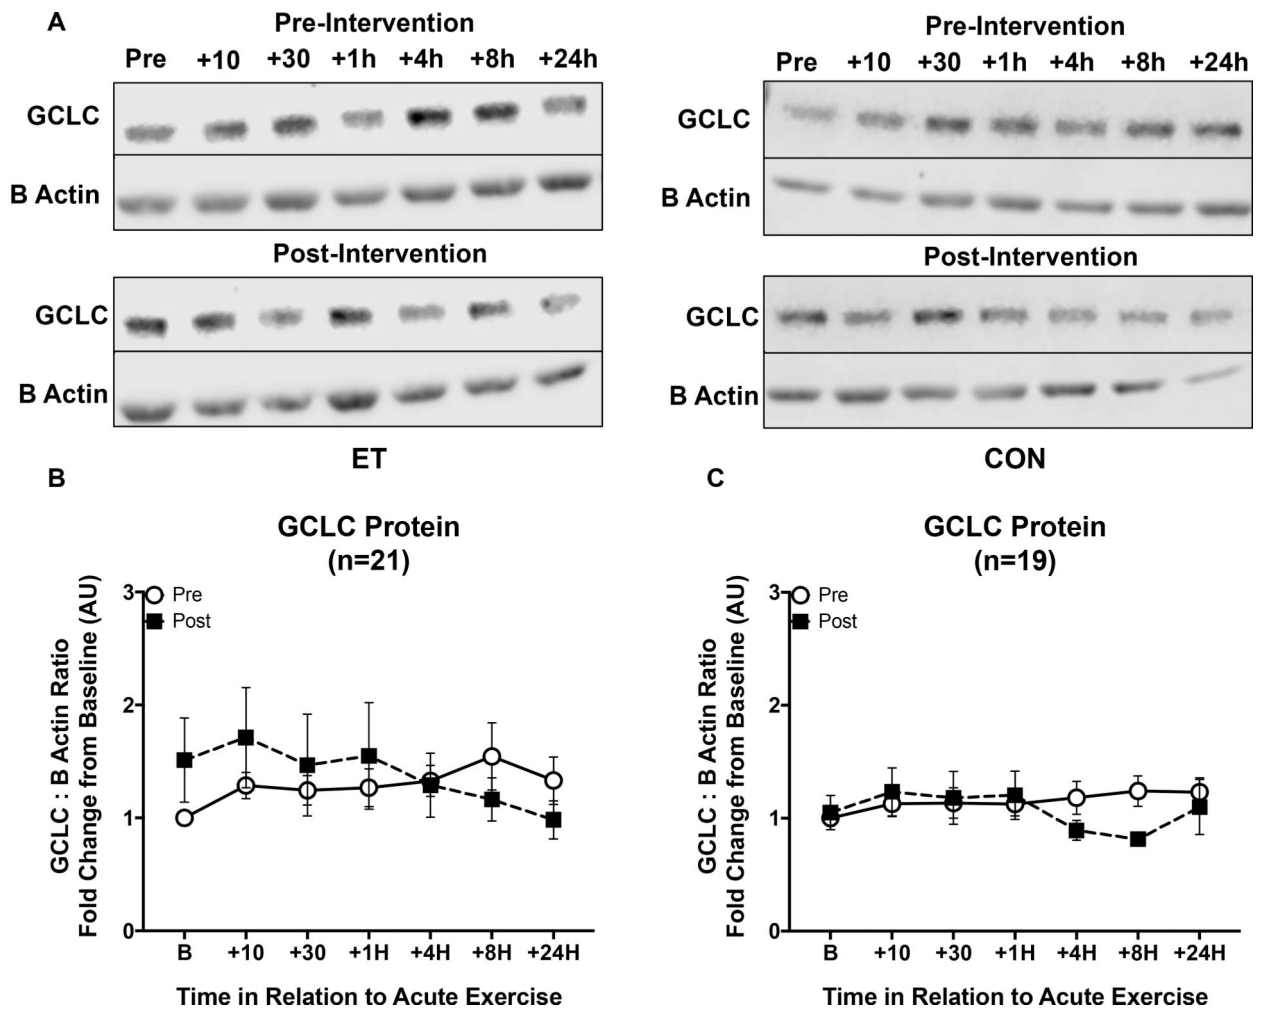 A
Pre-Intervention
Pre +10 +30 +1h +4h +8h +24h
GCLC
B Actin
Post-Intervention
GCLC
B Actin
ET
Pre-Intervention
Pre +10 +30 +1h +4h +8h +24h
GCLC
B Actin
Post-Intervention
GCLC
B Actin
CON
B
GCLC Protein
(n=21)
GCLC : B Actin Ratio
Fold Change from Baseline (AU)
3
2
1
0
Pre
Post
B +10 +30 +1H +4H +8H +24H
Time in Relation to Acute Exercise
C
GCLC Protein
(n=19)
GCLC : B Actin Ratio
Fold Change from Baseline (AU)
3
2
1
0
Pre
Post
B +10 +30 +1H +4H +8H +24H
Time in Relation to Acute Exercise